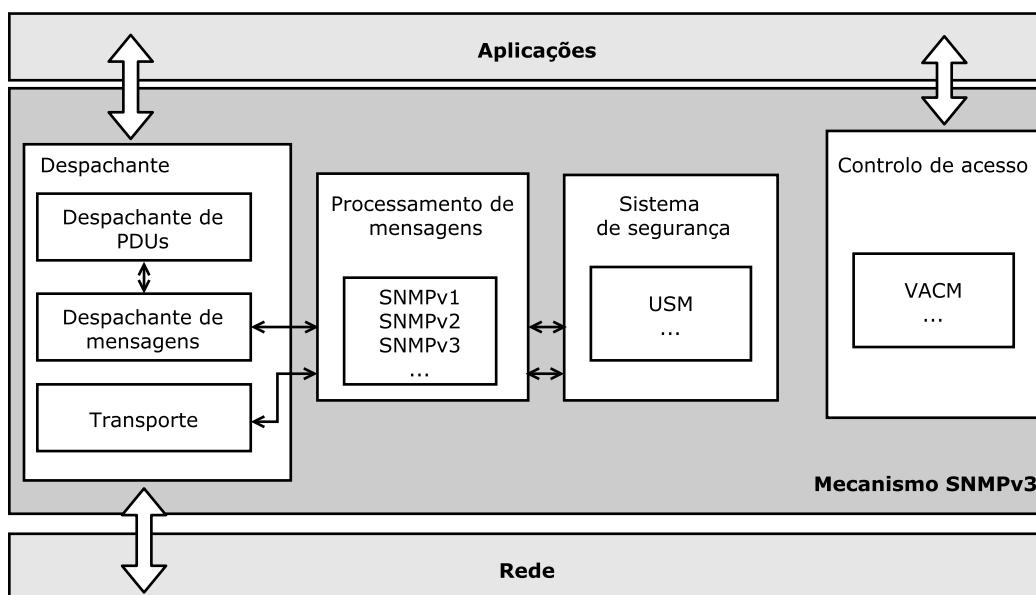 Aplicações
Despachante
Despachante de
PDUs
Despachante de
mensagens
Transporte
Processamento de
mensagens
SNMPv1
SNMPv2
SNMPv3
...
Sistema
de segurança
USM
...
Controlo de acesso
VACM
...
Mecanismo SNMPv3
Rede